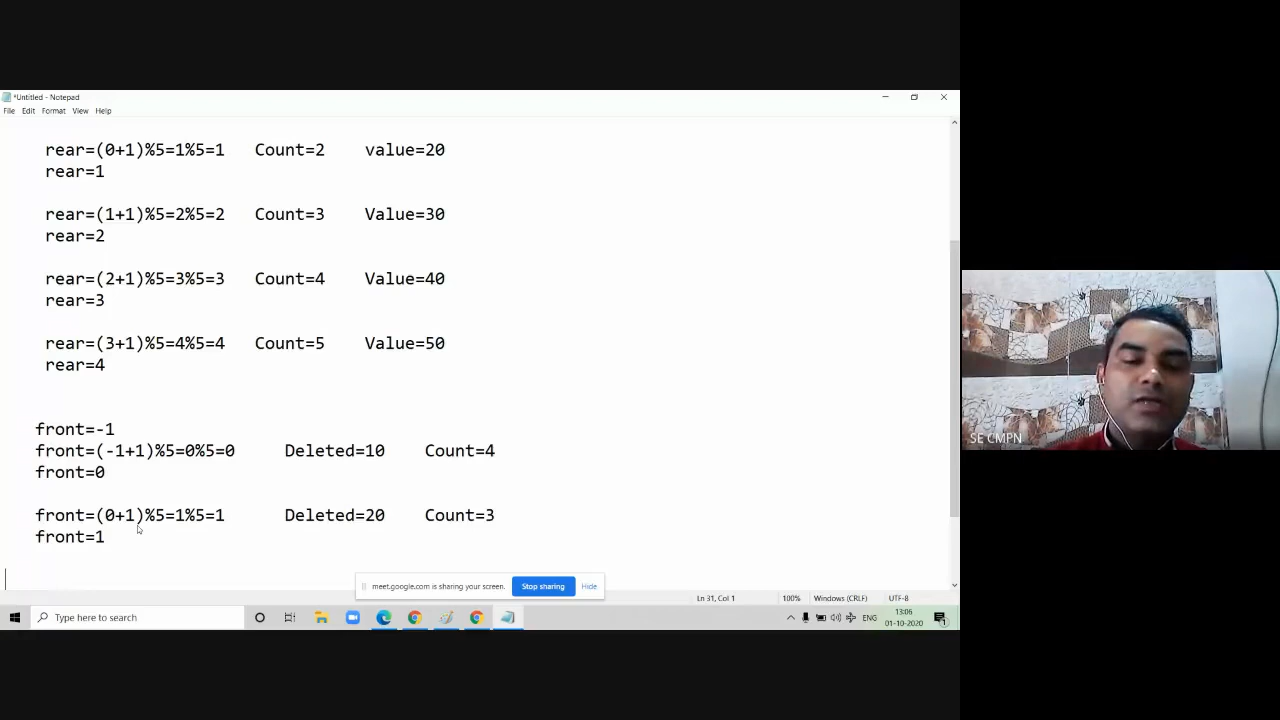 *Untitled - Notepad
File Edit Format View Help
rear=(0+1)%5=1%5=1 Count=2 value=20
rear=1
rear=(1+1)%5=2%5=2 Count=3 Value=30
rear=2
rear=(2+1)%5=3%5=3 Count=4 Value=40
rear=3
rear=(3+1)%5=4%5=4 Count=5 Value=50
rear=4
front=-1
front=(-1+1)%5=0%5=0 Deleted=10 Count=4
front=0
front=(0+1)%5=1%5=1 Deleted=20 Count=3
front=1
meet.google.com is sharing your screen. Stop sharing Hide
Ln 31, Col 1 100% Windows (CRLF) UTF-8
Type here to search
ENG
13:06
01-10-2020
SE CMPN